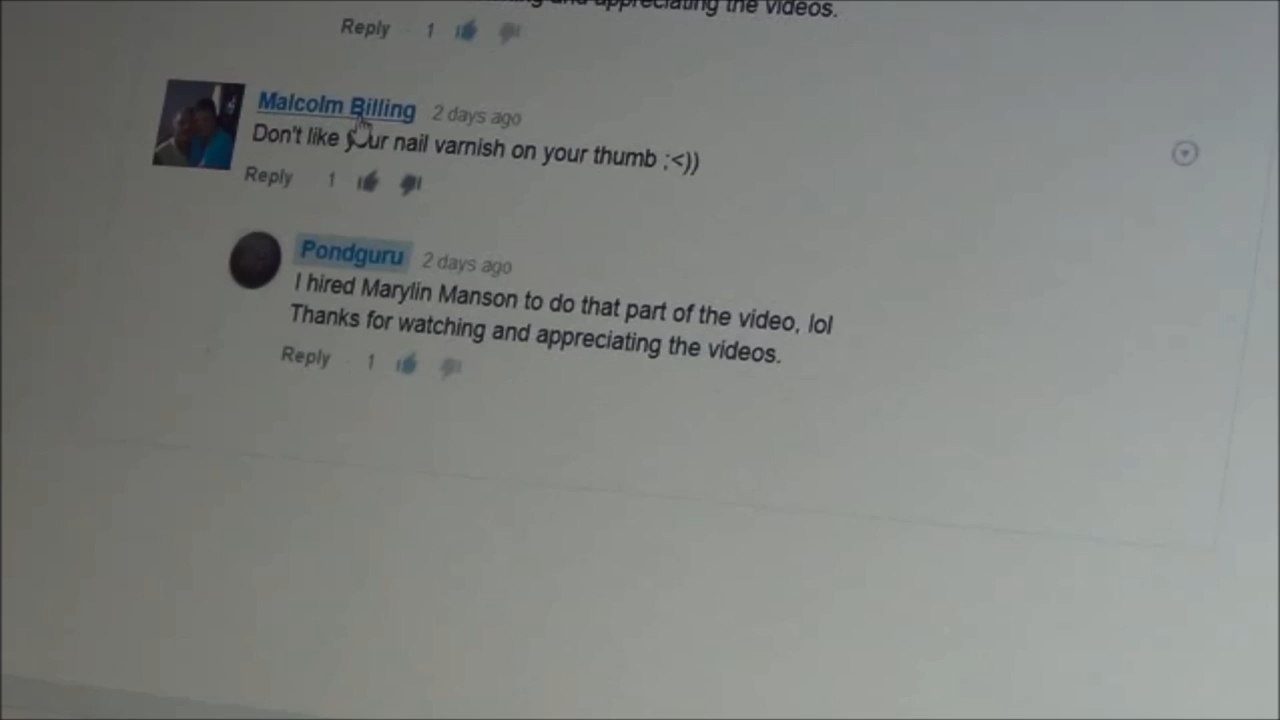 and appreciating the videos.
Reply · 1
Malcolm Billing 2 days ago
Don't like your nail varnish on your thumb :<))
Reply 1
Pondguru 2 days ago
I hired Marylin Manson to do that part of the video, lol
Thanks for watching and appreciating the videos.
Reply · 1